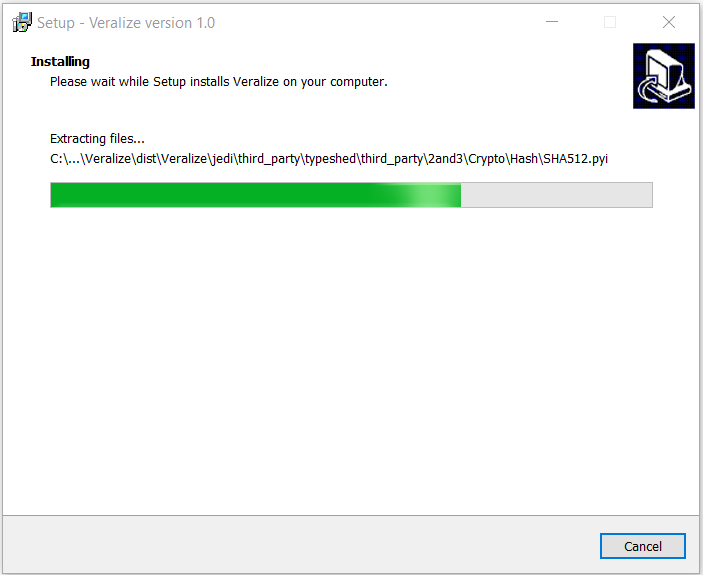 Setup - Veralize version 1.0
Installing
Please wait while Setup installs Veralize on your computer.
Extracting files...
C:\...\Veralize\dist\Veralize\jedi\third_party\typeshed\third_party\2and3\Crypto\Hash\SHA512.pyi
Cancel